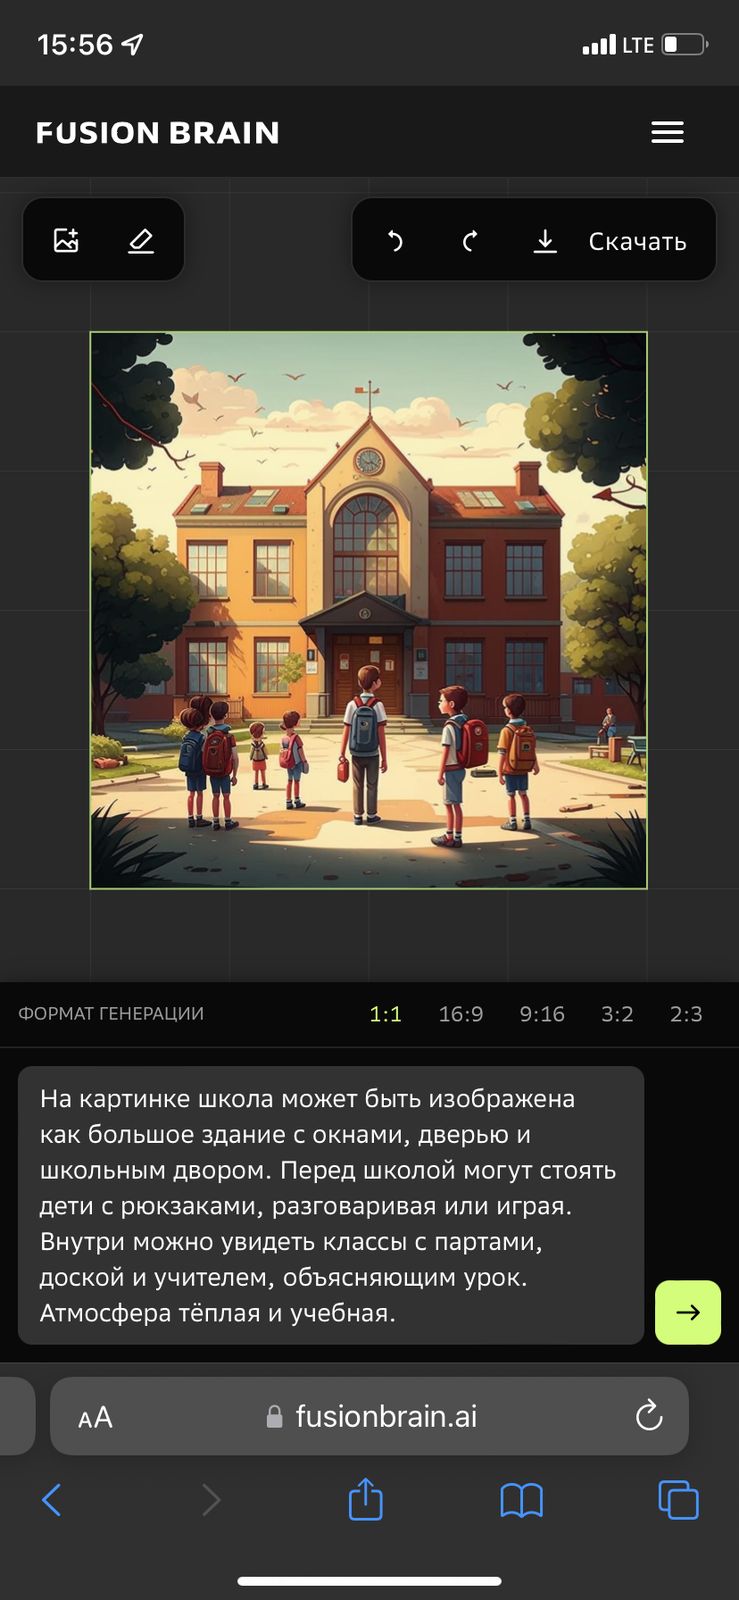 15:56
LTE
FUSION BRAIN
Скачать
ФОРМАТ ГЕНЕРАЦИИ 1:1 16:9 9:16 3:2 2:3
На картинке школа может быть изображена
как большое здание с окнами, дверью и
школьным двором. Перед школой могут стоять
дети с рюкзаками, разговаривая или играя.
Внутри можно увидеть классы с партами,
доской и учителем, объясняющим урок.
Атмосфера тёплая и учебная.
AA fusionbrain.ai